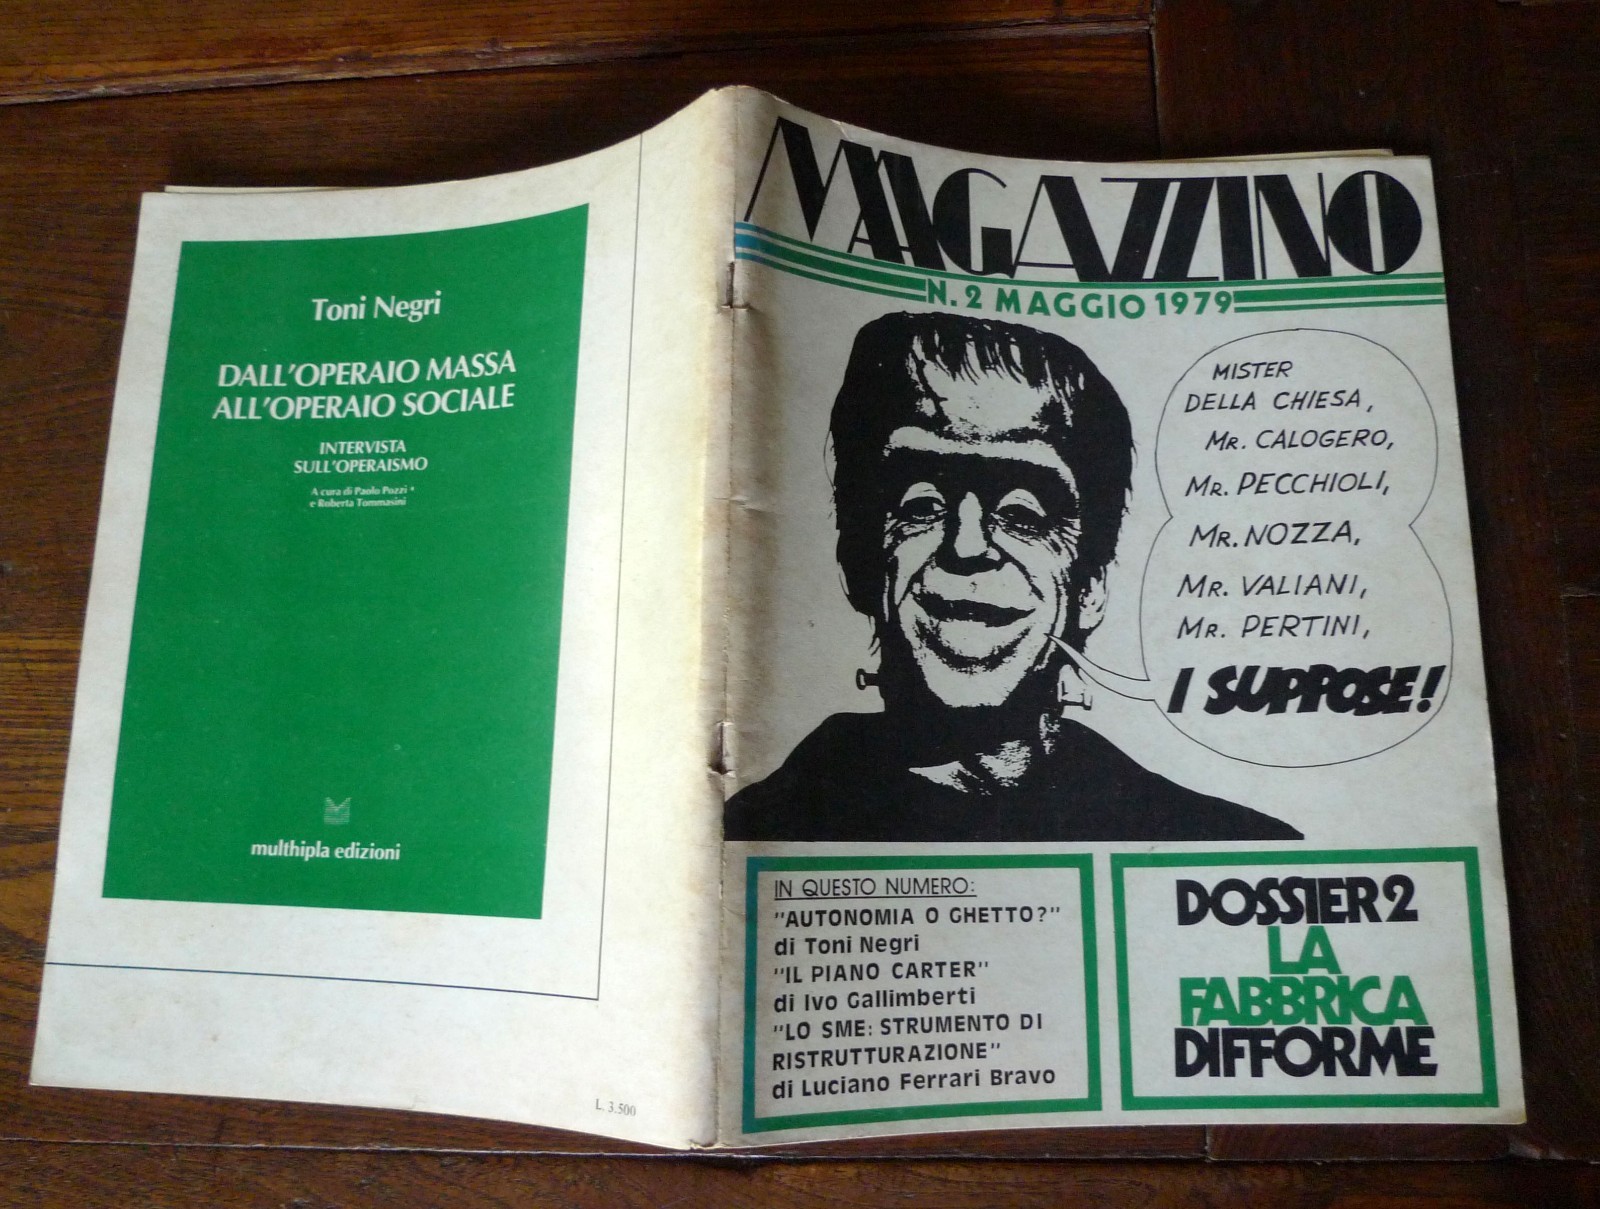 Toni Negri
DALL'OPERAIO MASSA
ALL'OPERAIO SOCIALE
INTERVISTA
SULL'OPERAISMO
A cura di Paolo Pozzi *
e Roberta Tommasini
multhipla edizioni
L. 3.500
MAGAZZINO
N. 2 MAGGIO 1979
MISTER
DELLA CHIESA,
MR. CALOGERO,
MR. PECCHIOLI,
MR. NOZZA,
MR. VALIANI,
MR. PERTINI,
I SUPPOSE!
IN QUESTO NUMERO:
"AUTONOMIA O GHETTO?"
di Toni Negri
"IL PIANO CARTER"
di Ivo Gallimberti
"LO SME: STRUMENTO DI
RISTRUTTURAZIONE"
di Luciano Ferrari Bravo
DOSSIER 2
LA
FABBRICA
DIFFORME